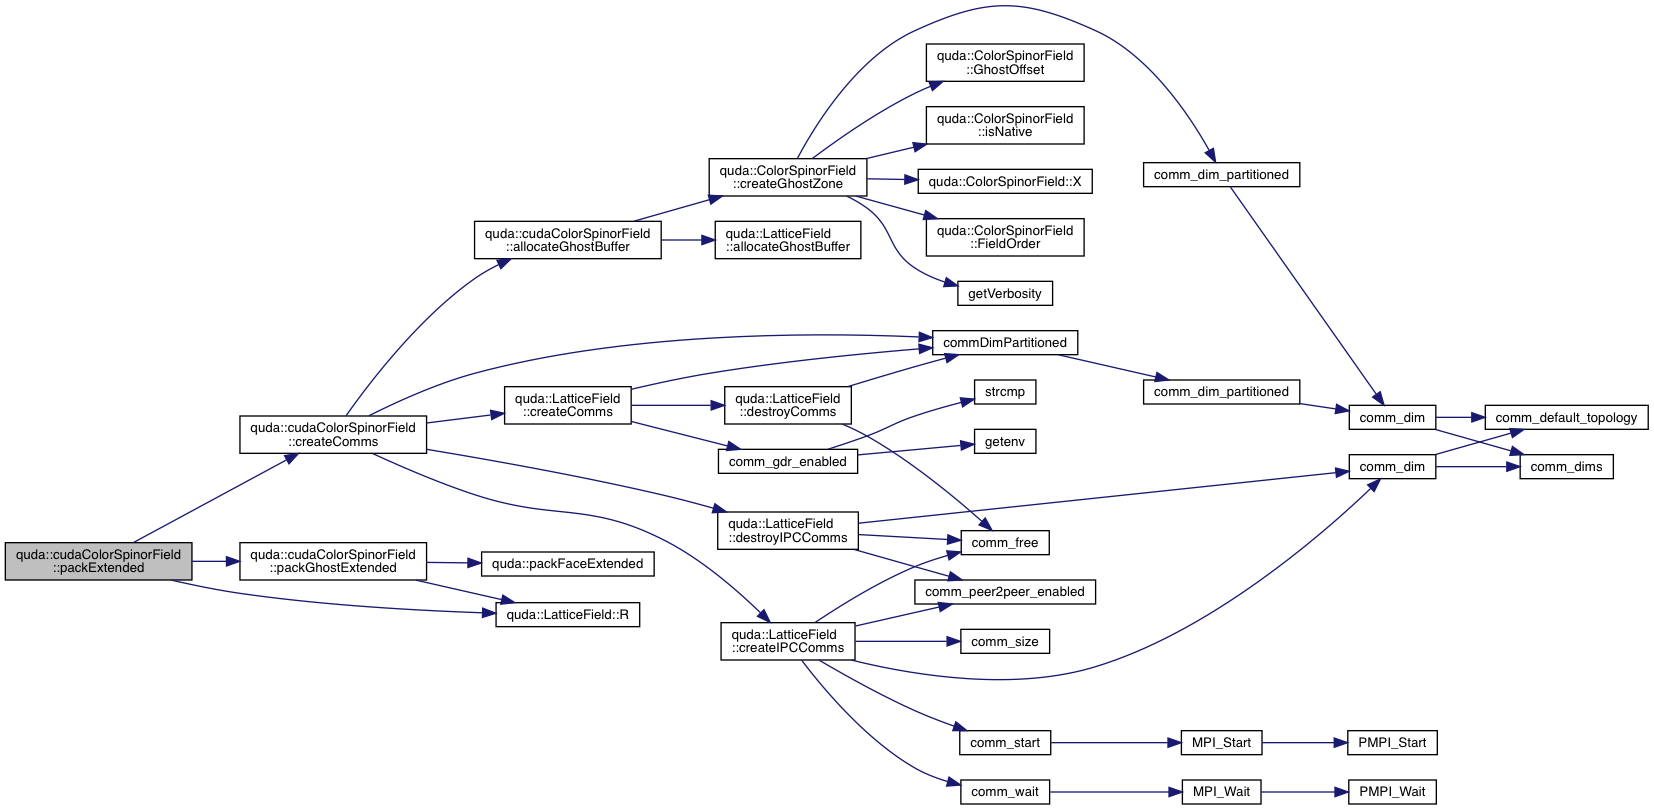 quda::cudaColorSpinorField
::packExtended
quda::cudaColorSpinorField
::createComms
quda::cudaColorSpinorField
::packGhostExtended
quda::LatticeField::R
quda::packFaceExtended
quda::cudaColorSpinorField
::allocateGhostBuffer
quda::LatticeField
::createComms
quda::ColorSpinorField
::createGhostZone
quda::LatticeField
::allocateGhostBuffer
quda::LatticeField
::destroyComms
comm_gdr_enabled
quda::LatticeField
::destroyIPCComms
quda::LatticeField
::createIPCComms
quda::ColorSpinorField
::GhostOffset
quda::ColorSpinorField
::isNative
quda::ColorSpinorField::X
quda::ColorSpinorField
::FieldOrder
getVerbosity
commDimPartitioned
strcmp
getenv
comm_free
comm_peer2peer_enabled
comm_size
comm_start
comm_wait
comm_dim_partitioned
comm_dim_partitioned
MPI_Start
MPI_Wait
comm_dim
comm_dim
PMPI_Start
PMPI_Wait
comm_default_topology
comm_dims